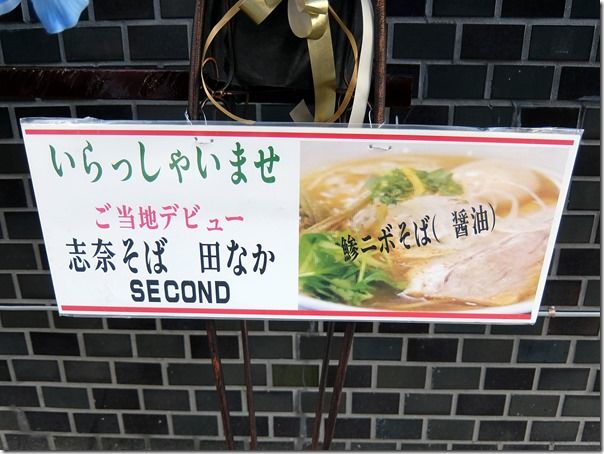 いらっしゃいませ
ご当地デビュー
志奈そば 田なか
SECOND
鯵ニボそば(醤油)